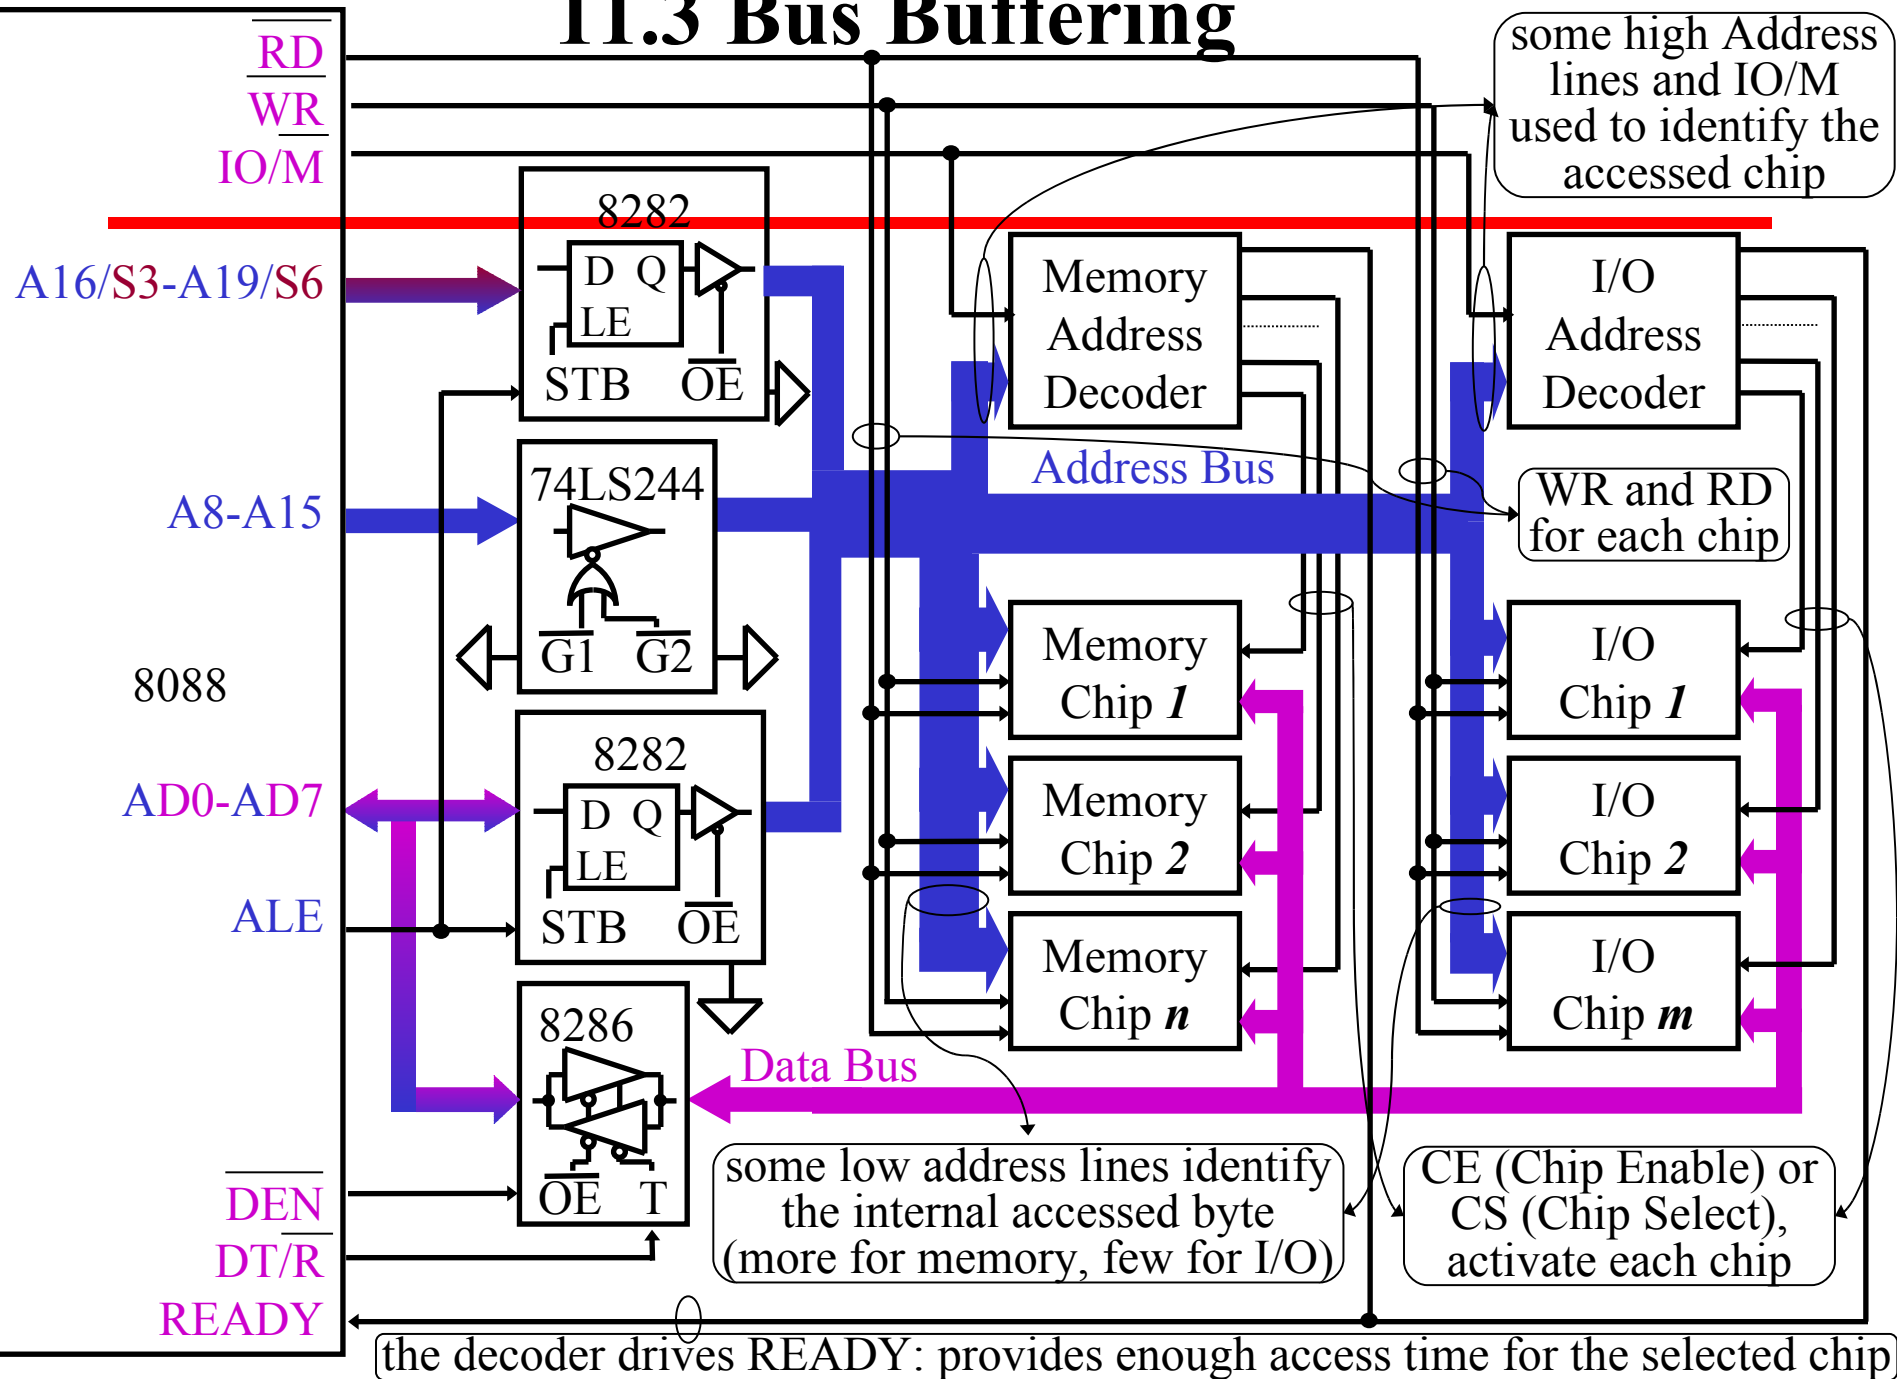 11.3 Bus Buffering
RD
WR
IO/M
A16/S3-A19/S6
A8-A15
8088
AD0-AD7
ALE
DEN
DT/R
READY
8282
D Q
LE
STB OE
74LS244
G1 G2
8282
D Q
LE
STB OE
8286
OE T
some high Address
lines and IO/M
used to identify the
accessed chip
Memory
Address
Decoder
I/O
Address
Decoder
Address Bus
WR and RD
for each chip
Memory
Chip 1
I/O
Chip 1
Memory
Chip 2
I/O
Chip 2
Memory
Chip n
I/O
Chip m
Data Bus
some low address lines identify
the internal accessed byte
(more for memory, few for I/O)
CE (Chip Enable) or
CS (Chip Select),
activate each chip
the decoder drives READY: provides enough access time for the selected chip